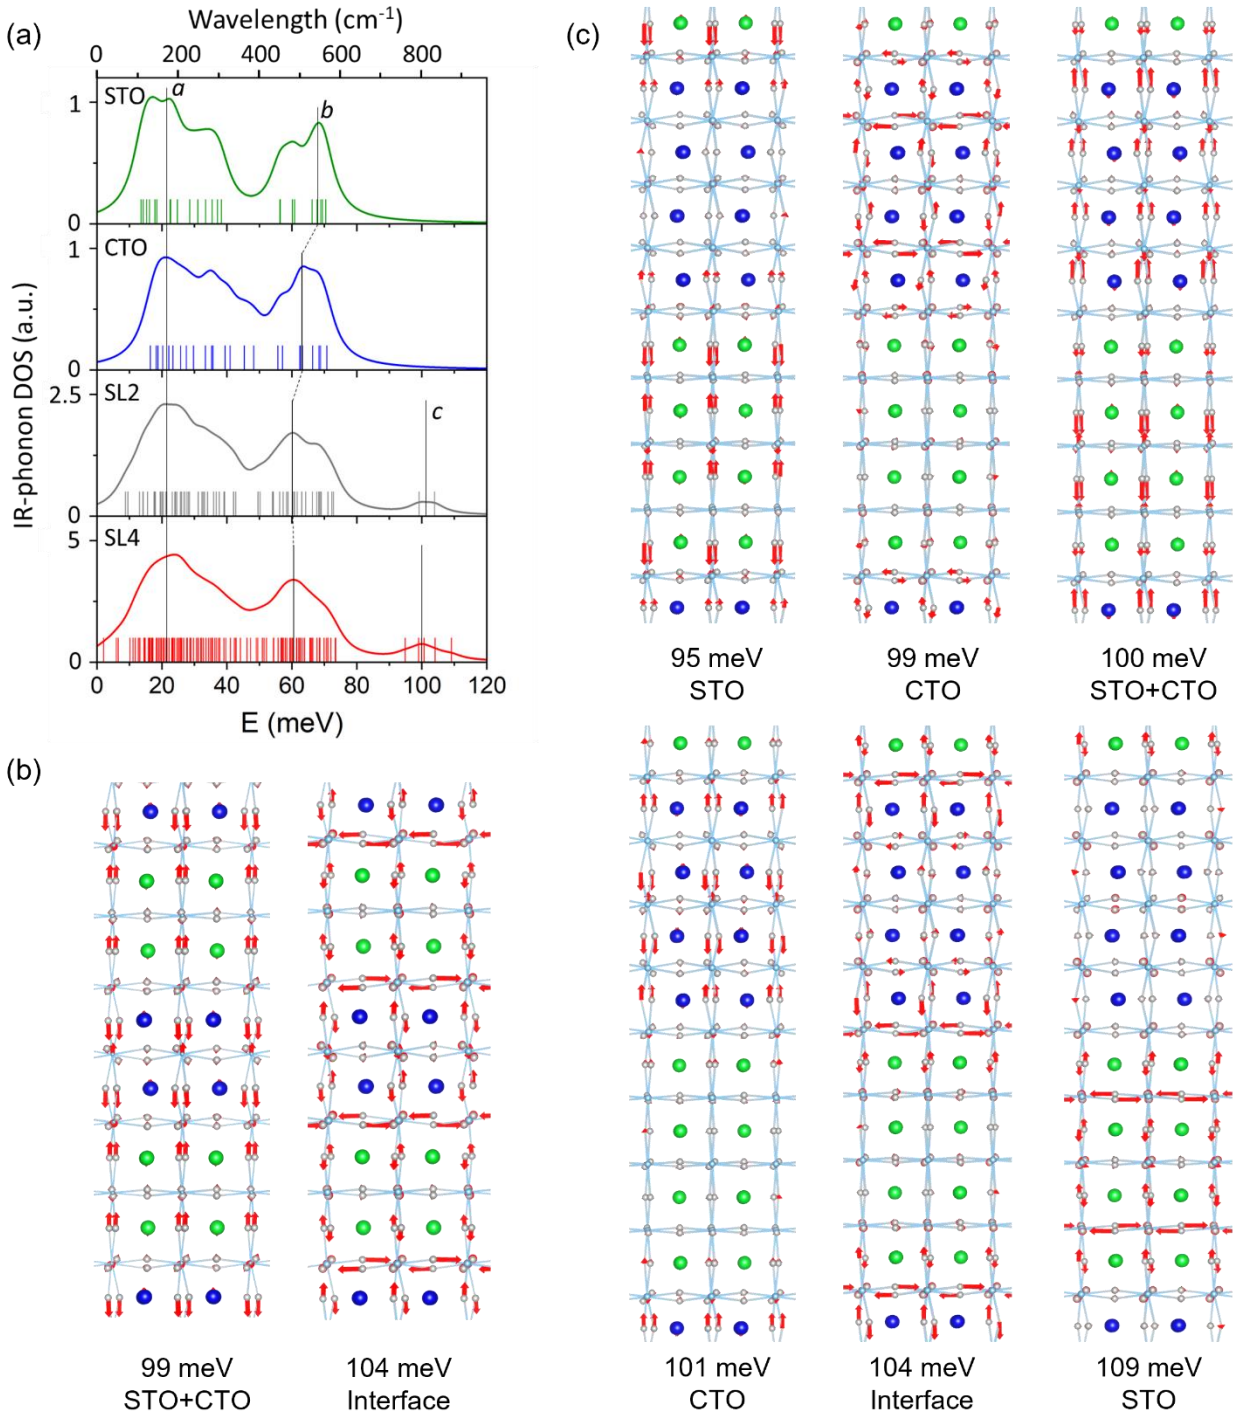 (a)
Wavelength (cm-1)
0 200 400 600 800
STO
a
b
1
0
CTO
1
0
SL2
c
2.5
0
SL4
5
0
0 20 40 60 80 100 120
IR-phonon DOS (a.u.)
E (meV)
(b)
99 meV
STO+CTO
104 meV
Interface
(c)
95 meV
STO
99 meV
CTO
100 meV
STO+CTO
101 meV
CTO
104 meV
Interface
109 meV
STO